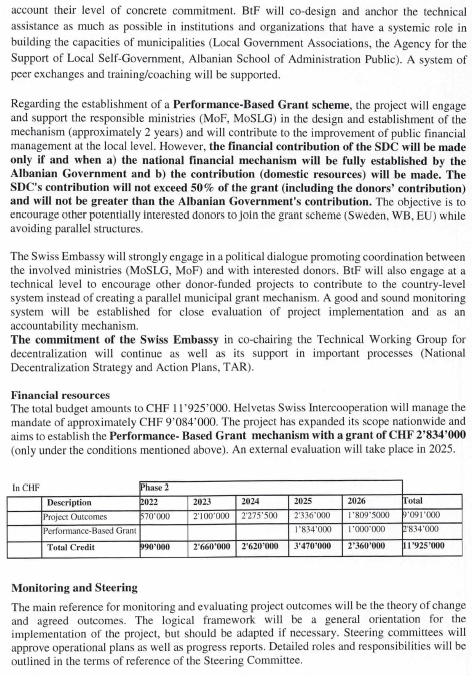 account their level of concrete commitment. BtF will co-design and anchor the technical
assistance as much as possible in institutions and organizations that have a systemic role in
building the capacities of municipalities (Local Government Associations, the Agency for the
Support of Local Self-Government, Albanian School of Administration Public). A system of
peer exchanges and training/coaching will be supported.
Regarding the establishment of a Performance-Based Grant scheme, the project will engage
and support the responsible ministries (MoF, MoSLG) in the design and establishment of the
mechanism (approximately 2 years) and will contribute to the improvement of public financial
management at the local level. However, the financial contribution of the SDC will be made
only if and when a) the national financial mechanism will be fully established by the
Albanian Government and b) the contribution (domestic resources) will be made. The
SDC's contribution will not exceed 50% of the grant (including the donors' contribution)
and will not be greater than the Albanian Government's contribution. The objective is to
encourage other potentially interested donors to join the grant scheme (Sweden, WB, EU) while
avoiding parallel structures.
The Swiss Embassy will strongly engage in a political dialogue promoting coordination between
the involved ministries (MoSLG, MoF) and with interested donors. BtF will also engage at a
technical level to encourage other donor-funded projects to contribute to the country-level
system instead of creating a parallel municipal grant mechanism. A good and sound monitoring
system will be established for close evaluation of project implementation and as an
accountability mechanism.
The commitment of the Swiss Embassy in co-chairing the Technical Working Group for
decentralization will continue as well as its support in important processes (National
Decentralization Strategy and Action Plans, TAR).
Financial resources
The total budget amounts to CHF 11'925'000. Helvetas Swiss Intercooperation will manage the
mandate of approximately CHF 9'084'000. The project has expanded its scope nationwide and
aims to establish the Performance- Based Grant mechanism with a grant of CHF 2'834'000
(only under the conditions mentioned above). An external evaluation will take place in 2025.
In CHF Phase 2
Description 2022 2023 2024 2025 2026 Total
Project Outcomes 570'000 2'100'000 2'275'500 2'336'000 1'809'5000 9'091'000
Performance-Based Grant 1'834'000 1'000'000 2'834'000
Total Credit 990'000 2'660'000 2'620'000 3'470'000 2'360'000 11'925'000
Monitoring and Steering
The main reference for monitoring and evaluating project outcomes will be the theory of change
and agreed outcomes. The logical framework will be a general orientation for the
implementation of the project, but should be adapted if necessary. Steering committees will
approve operational plans as well as progress reports. Detailed roles and responsibilities will be
outlined in the terms of reference of the Steering Committee.